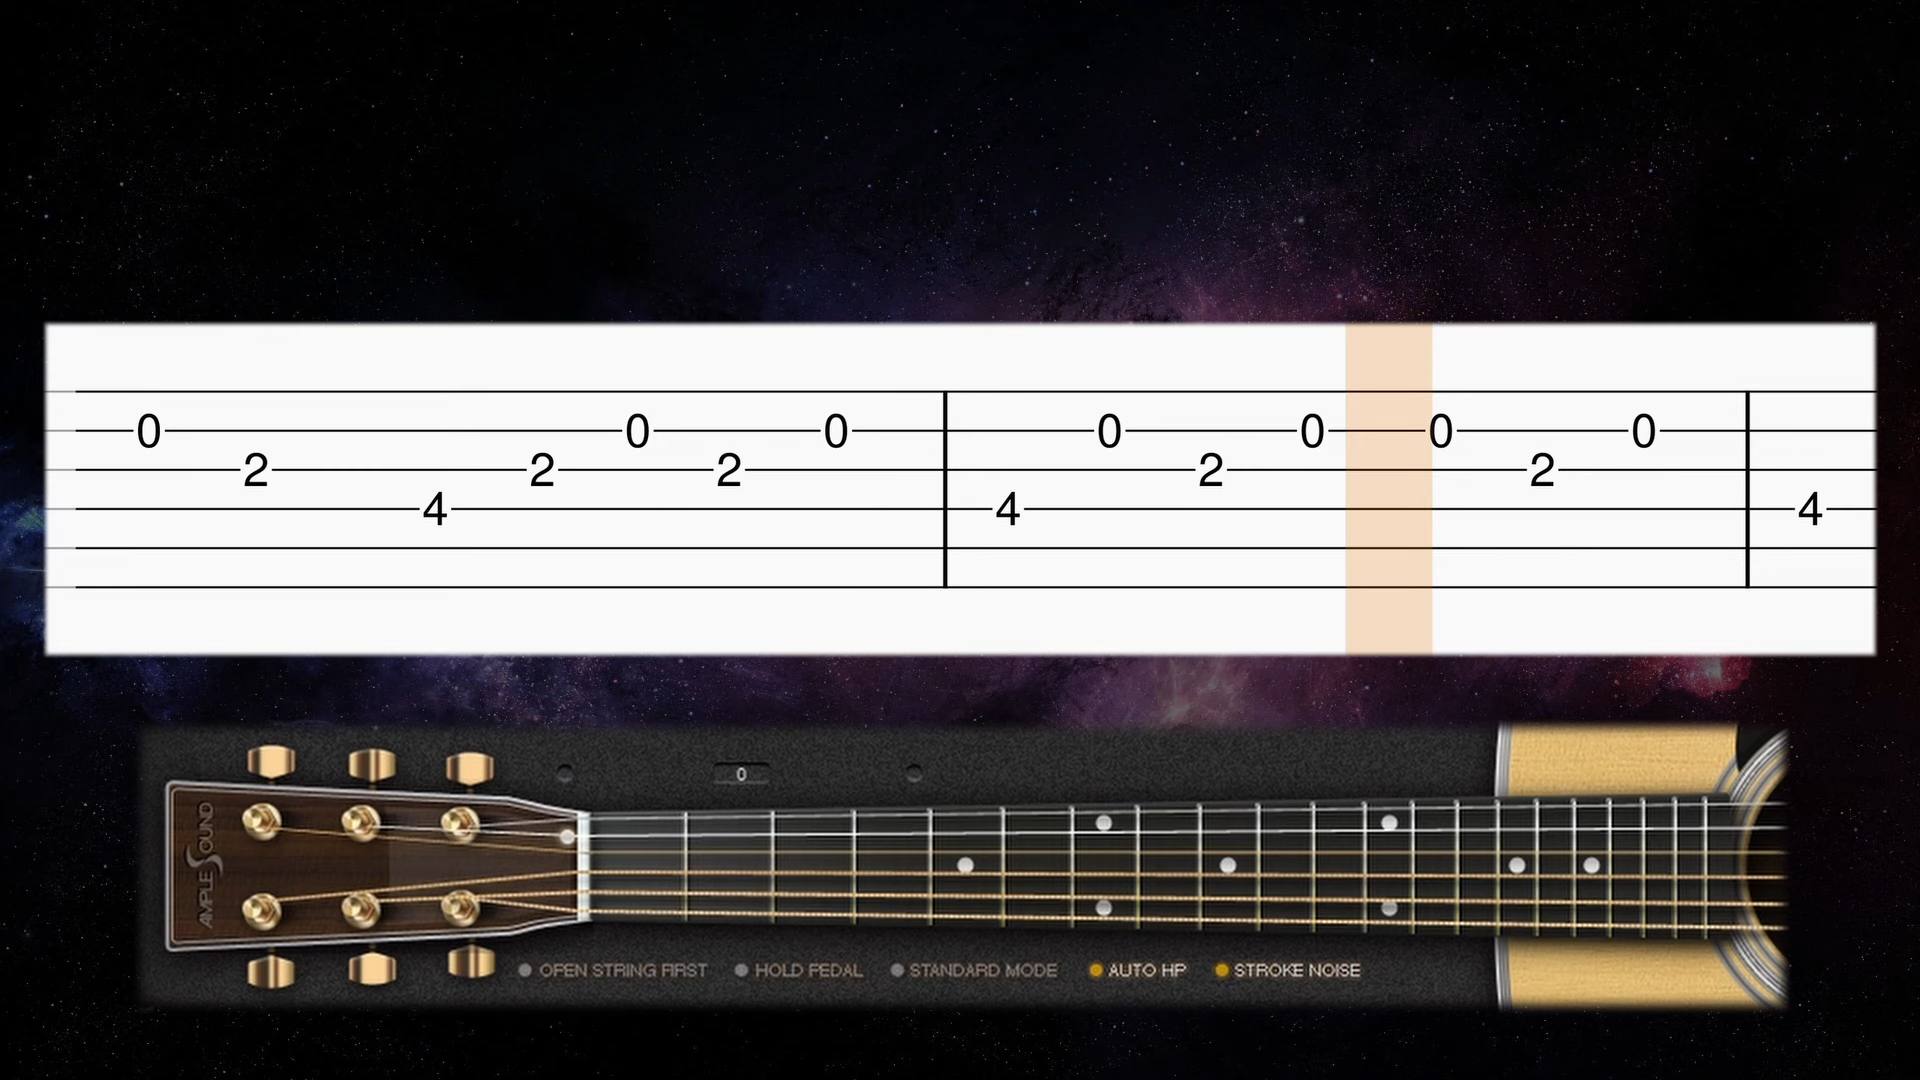 0 0 0 0 0 0 0
2 2 2 2 2
4 4 4
0
AMPLE SOUND
OPEN STRING FIRST HOLD PEDAL STANDARD MODE AUTO HP STROKE NOISE